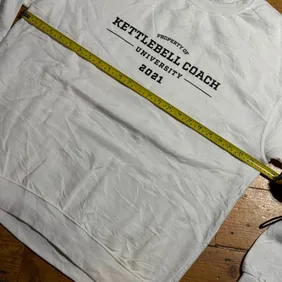 PROPERTY OF
KETTLEBELL COACH
UNIVERSITY
2021